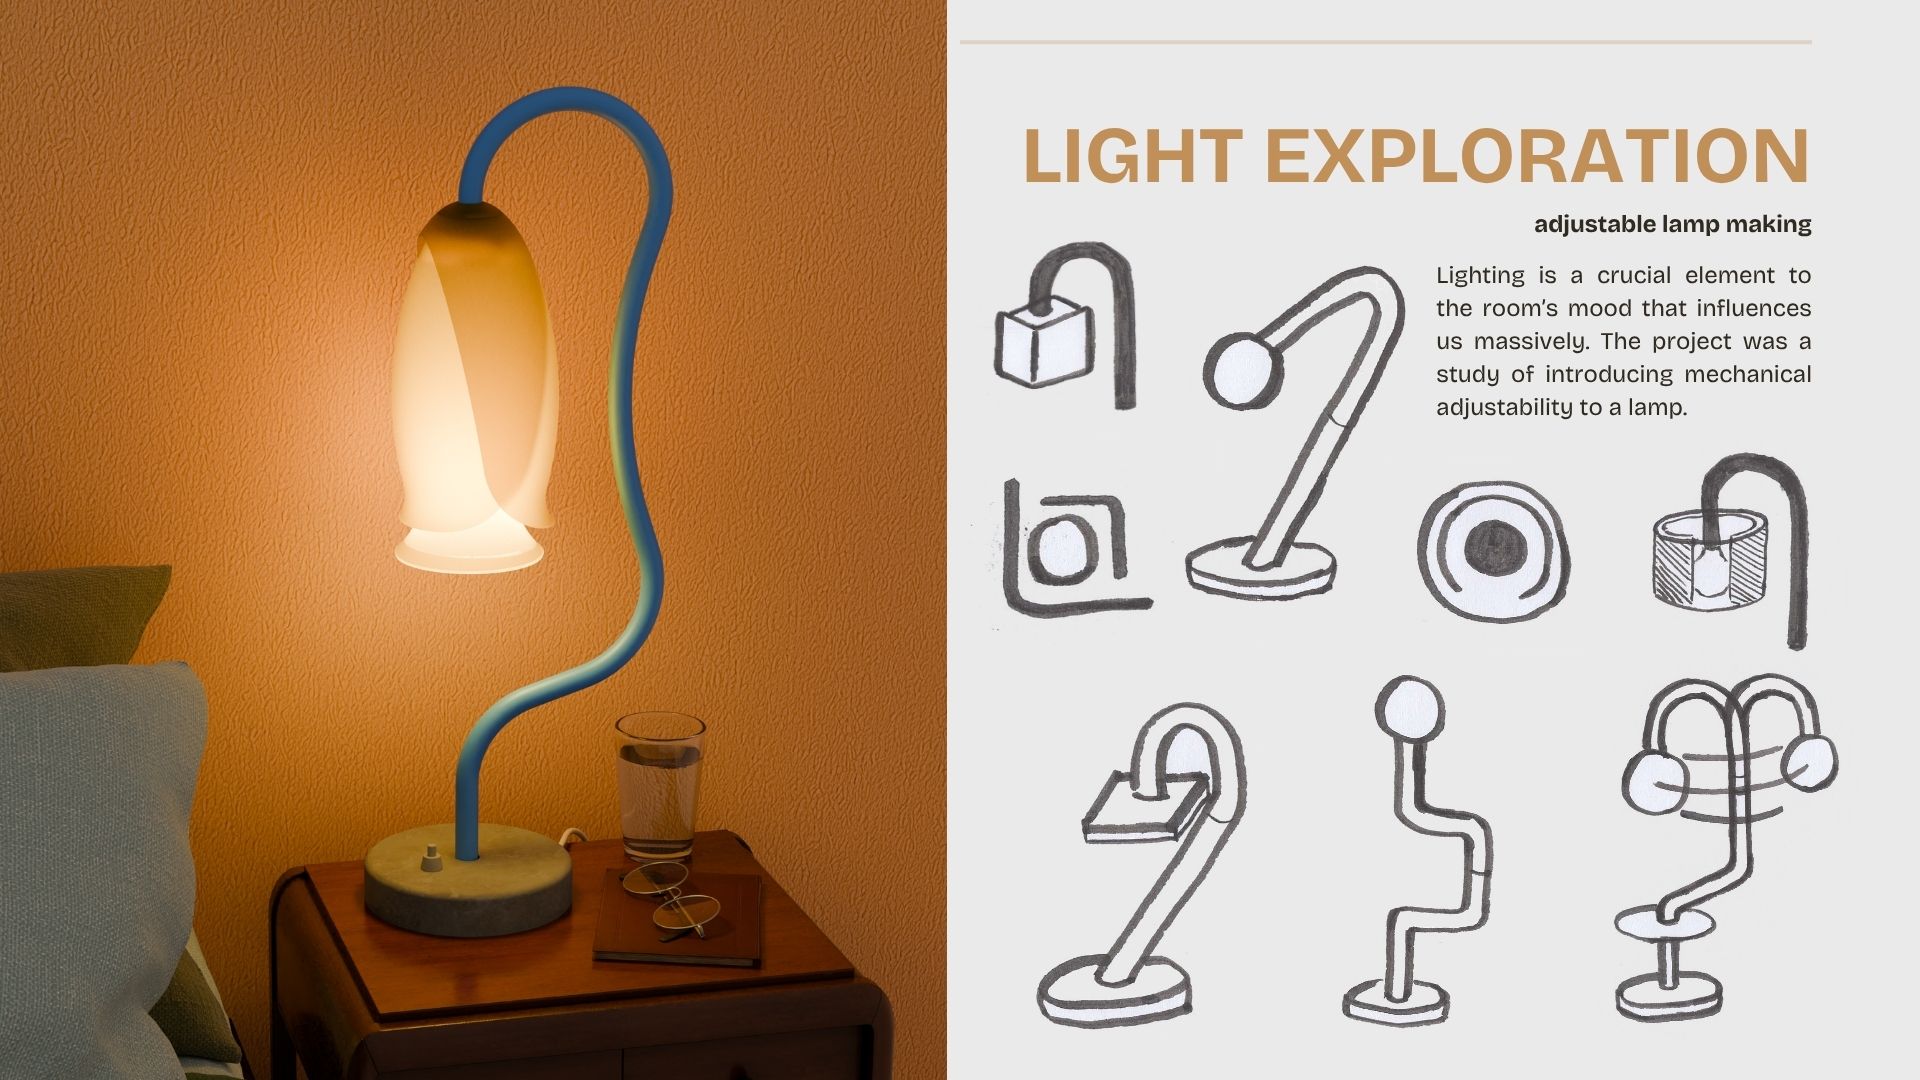 LIGHT EXPLORATION
adjustable lamp making
Lighting is a crucial element to
the room's mood that influences
us massively. The project was a
study of introducing mechanical
adjustability to a lamp.